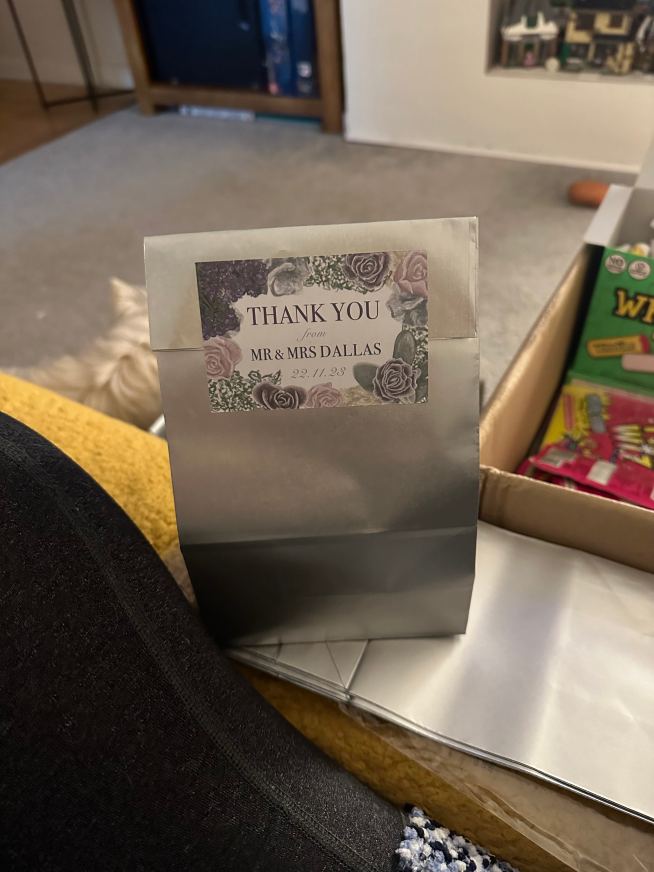 THANK YOU
from
MR & MRS DALLAS
22.11.23